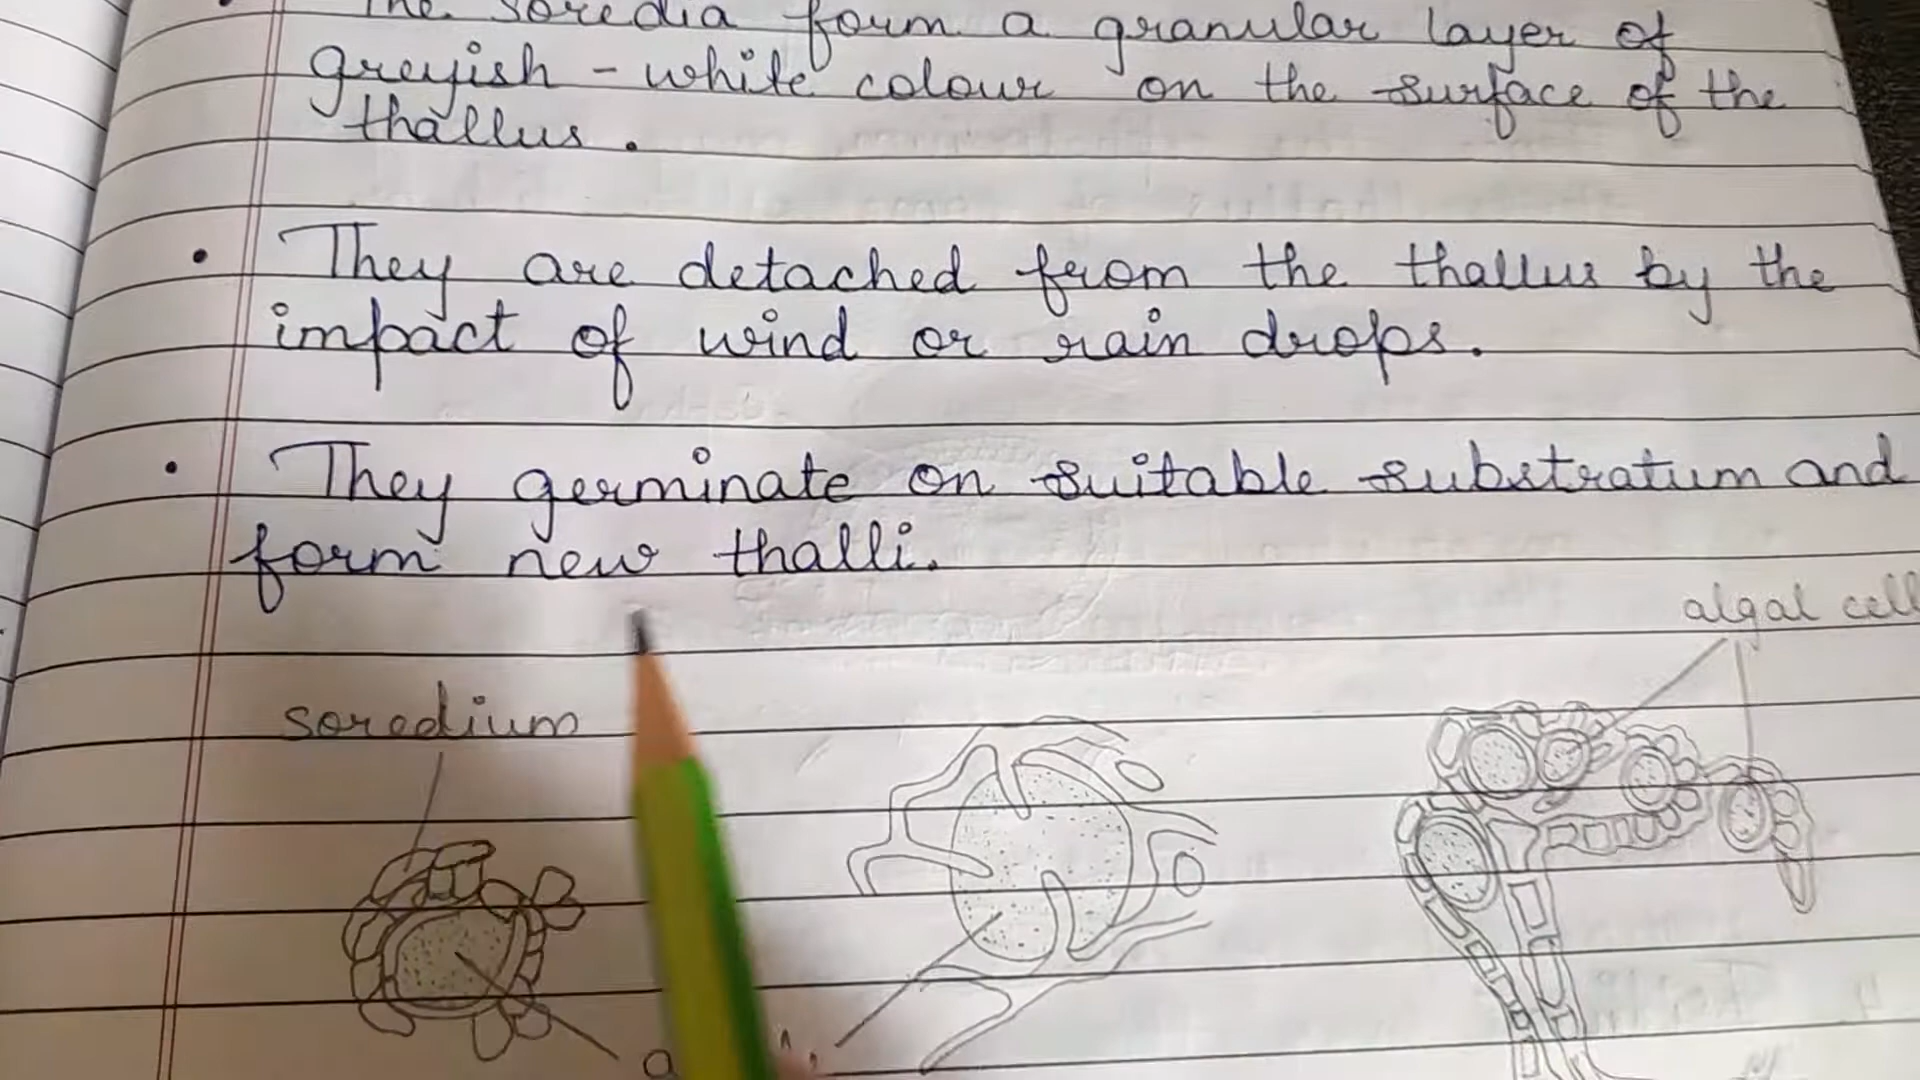 The soredia form a granular layer of
greyish - white colour on the surface of the
thallus.
• They are detached from the thallus by the
impact of wind or rain drops.
• They germinate on suitable substratum and
form new thalli.
algal cell
soredium